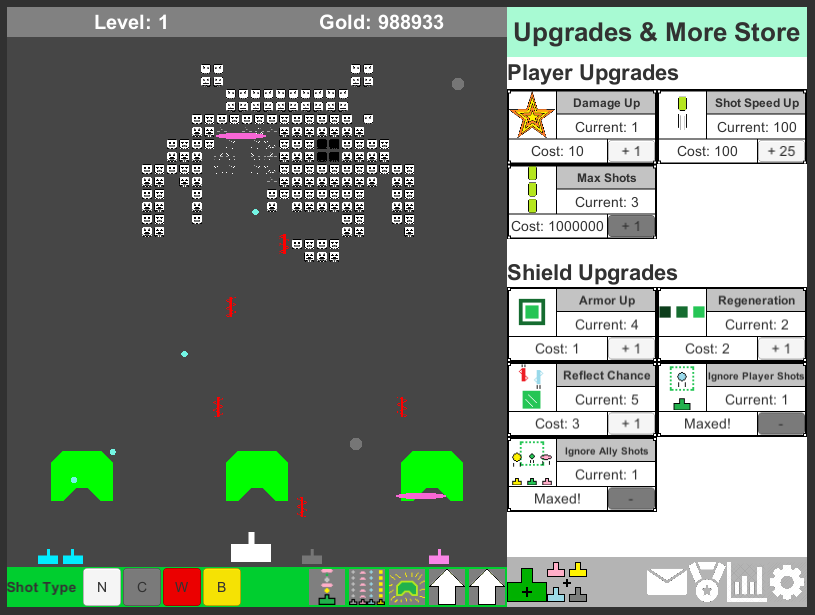 Level: 1
Gold: 988933
Upgrades & More Store
Player Upgrades
Damage Up
Current: 1
Cost: 10
+ 1
Shot Speed Up
Current: 100
Cost: 100
+ 25
Max Shots
Current: 3
Cost: 1000000
+ 1
Shield Upgrades
Armor Up
Current: 4
Cost: 1
+ 1
Regeneration
Current: 2
Cost: 2
+ 1
Reflect Chance
Current: 5
Cost: 3
+ 1
Ignore Player Shots
Current: 1
Maxed!
-
Ignore Ally Shots
Current: 1
Maxed!
-
Shot Type
N
C
W
B